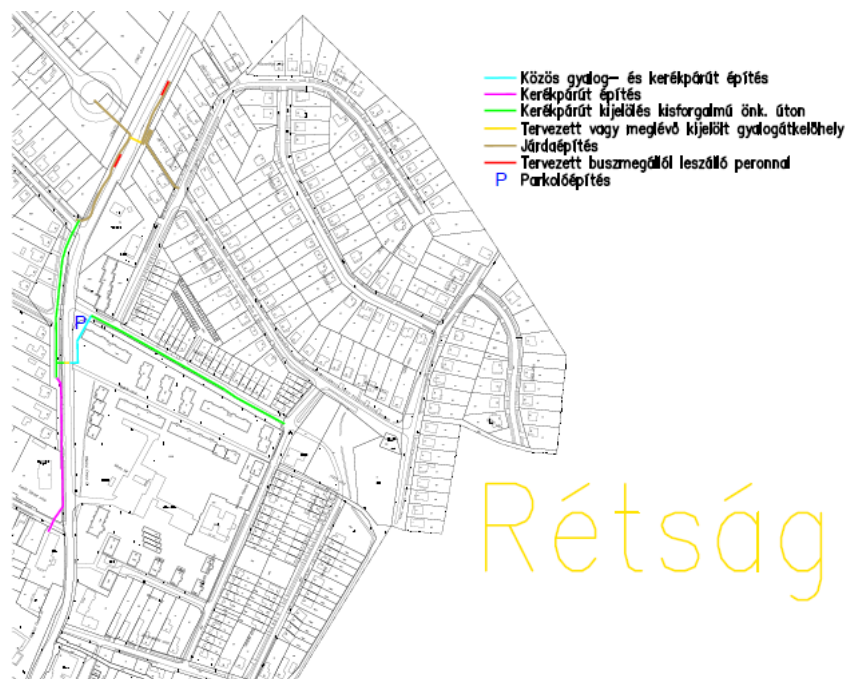 Közös gyalog- és kerékpárút építés
Kerékpárút építés
Kerékpárút kijelölés kisforgalmú önk. úton
Tervezett vagy meglévő kijelölt gyalogátkelőhely
Járdaépítés
Tervezett buszmegálló leszálló peronnal
P Parkolóépítés
P
Rétság